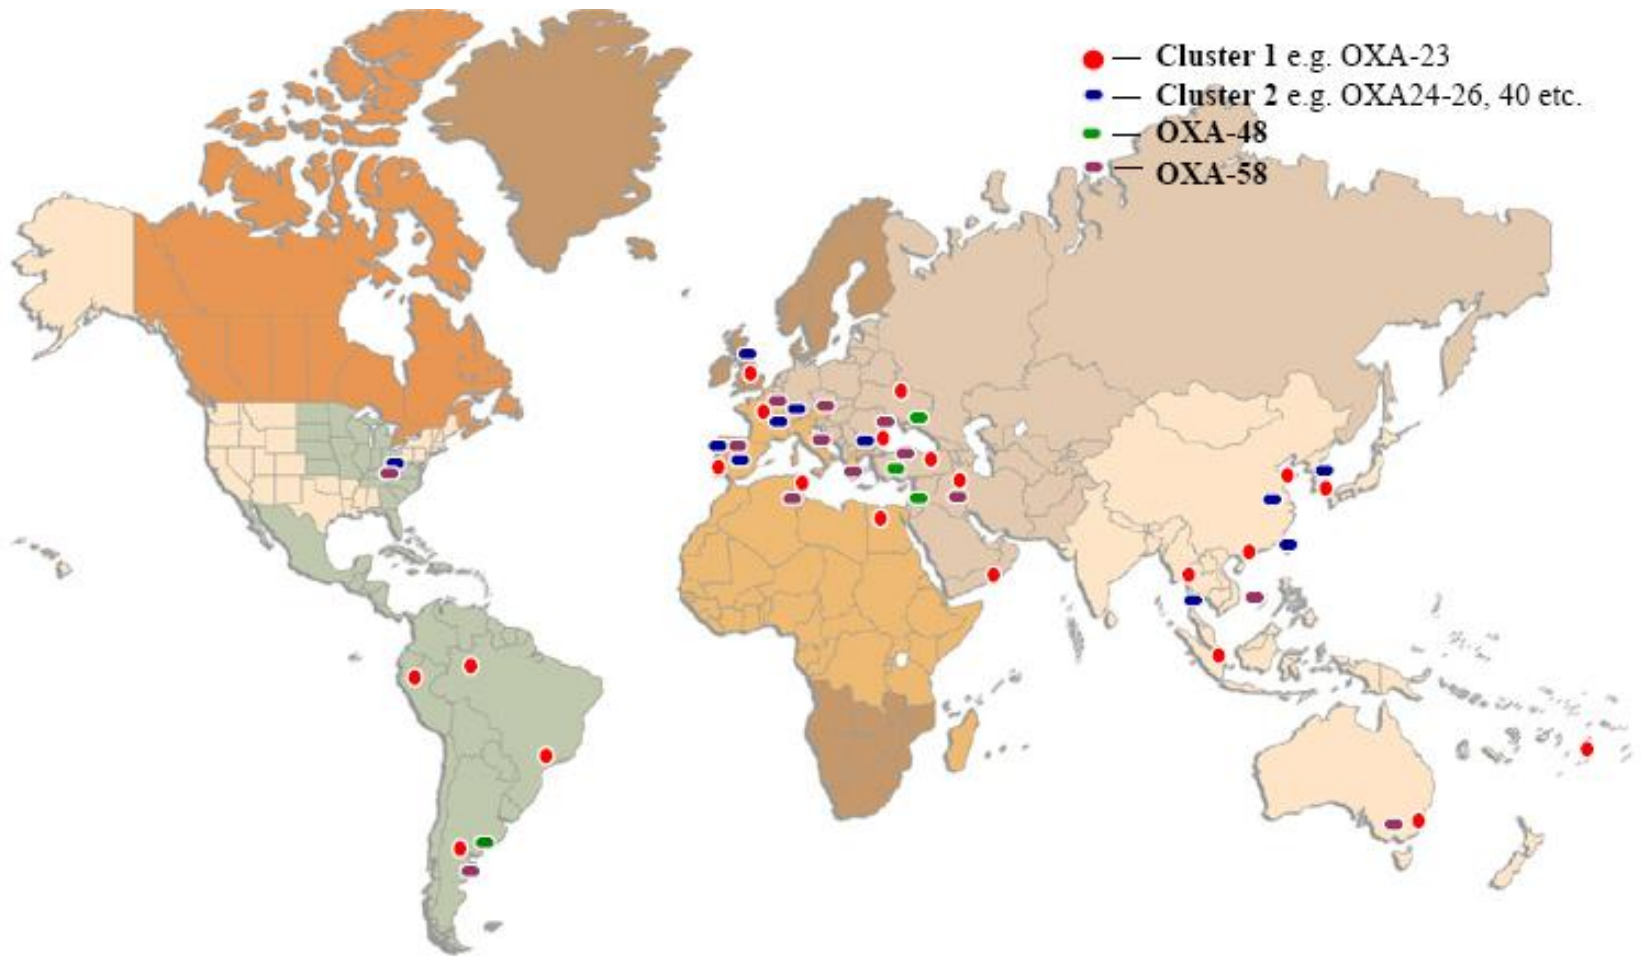 Cluster 1 e.g. OXA-23
Cluster 2 e.g. OXA24-26, 40 etc.
OXA-48
OXA-58